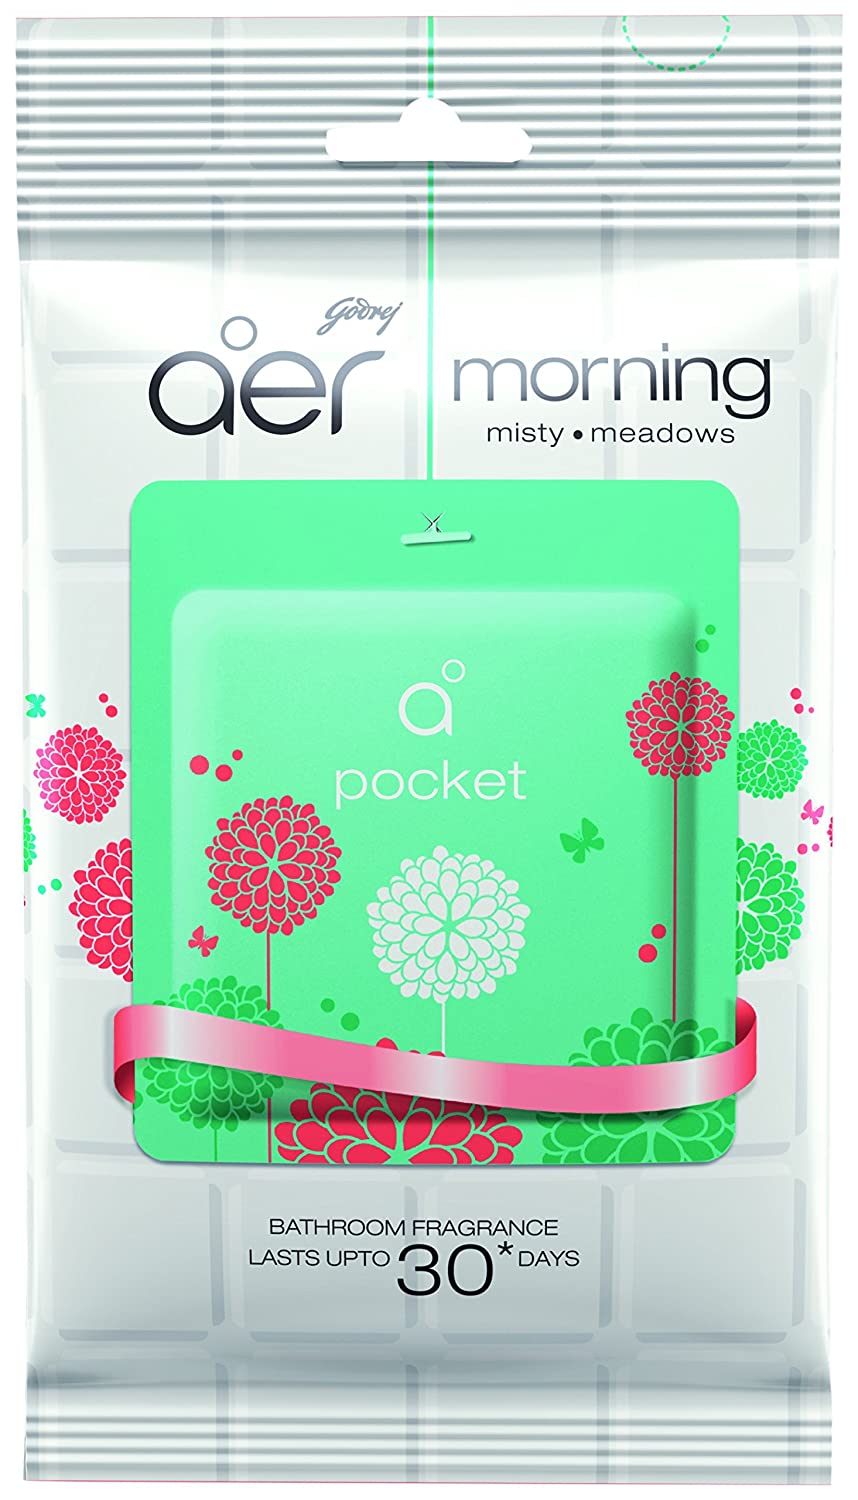 Godrej
aer
morning
misty • meadows
a°
pocket
BATHROOM FRAGRANCE
LASTS UPTO 30* DAYS